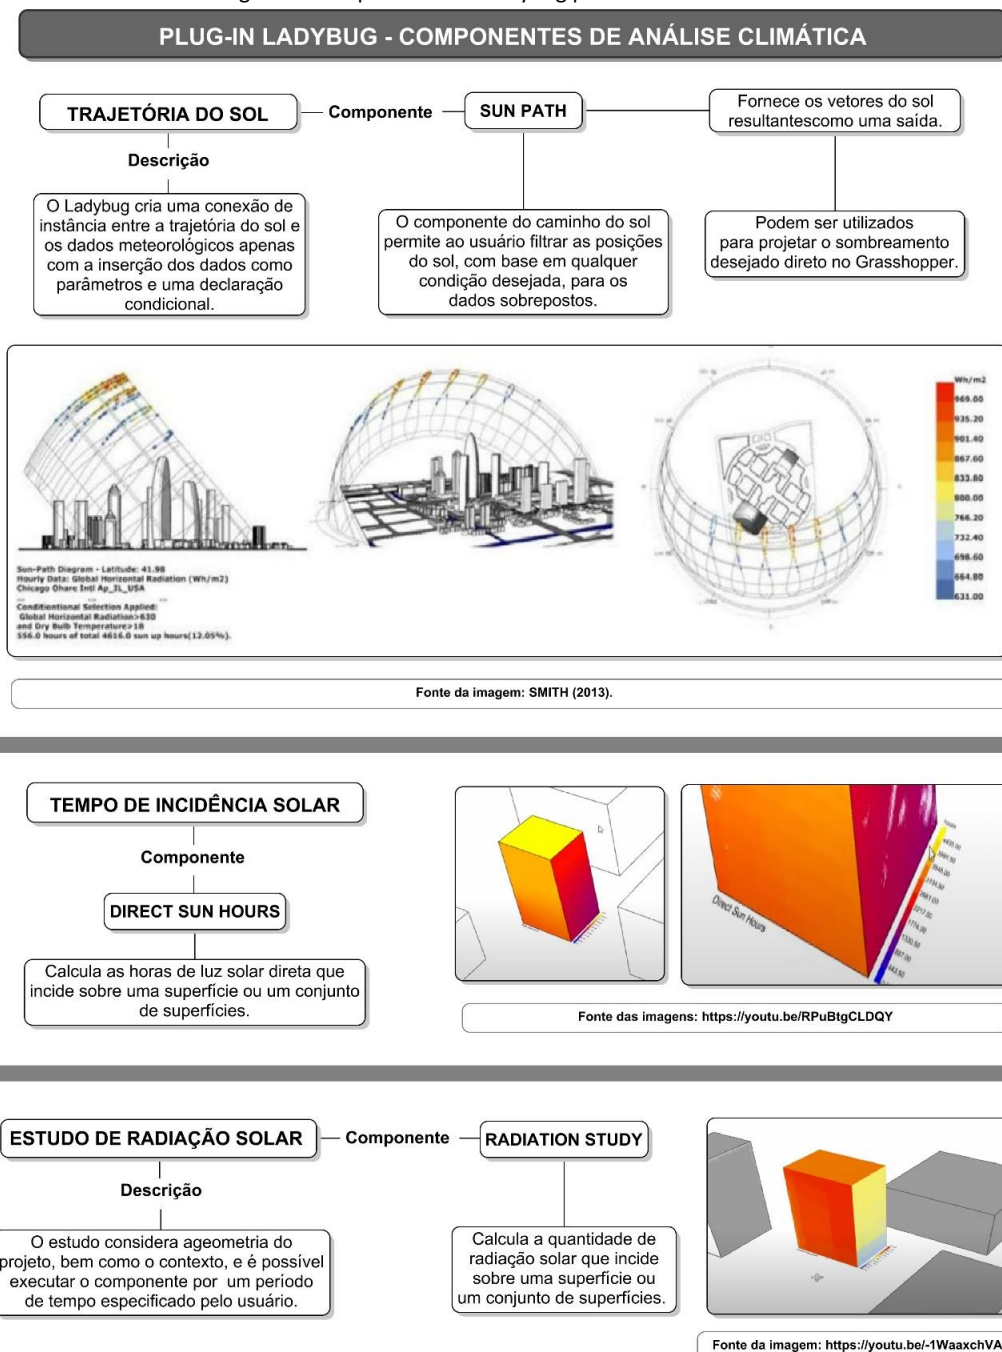 PLUG-IN LADYBUG - COMPONENTES DE ANÁLISE CLIMÁTICA
TRAJETÓRIA DO SOL
Componente
SUN PATH
Fornece os vetores do sol
resultantescomo uma saída.
Descrição
O Ladybug cria uma conexão de
instância entre a trajetória do sol e
os dados meteorológicos apenas
com a inserção dos dados como
parâmetros e uma declaração
condicional.
O componente do caminho do sol
permite ao usuário filtrar as posições
do sol, com base em qualquer
condição desejada, para os
dados sobrepostos.
Podem ser utilizados
para projetar o sombreamento
desejado direto no Grasshopper.
Sun-Path Diagram - Latitude: 41.98
Hourly Data: Global Horizontal Radiation (Wh/m2)
Chicago Ohare Intl Ap_IL_USA
Conditiontional Selection Applied:
Global Horizontal Radiation>630
and Dry Bulb Temperature>18
556.0 hours of total 4616.0 sun up hours(12.05%).
Wh/m2
969.00
935.20
901.40
867.60
833.80
800.00
766.20
732.40
698.60
664.80
631.00
Fonte da imagem: SMITH (2013).
TEMPO DE INCIDÊNCIA SOLAR
Componente
DIRECT SUN HOURS
Calcula as horas de luz solar direta que
incide sobre uma superfície ou um conjunto
de superfícies.
Direct Sun Hours
hours
2217.50
1774.00
1330.50
887.00
443.50
Fonte das imagens: https://youtu.be/RPuBtgCLDQY
ESTUDO DE RADIAÇÃO SOLAR
Componente
RADIATION STUDY
Descrição
O estudo considera ageometria do
projeto, bem como o contexto, e é possível
executar o componente por um período
de tempo especificado pelo usuário.
Calcula a quantidade de
radiação solar que incide
sobre uma superfície ou
um conjunto de superfícies.
Fonte da imagem: https://youtu.be/-1WaaxchVA